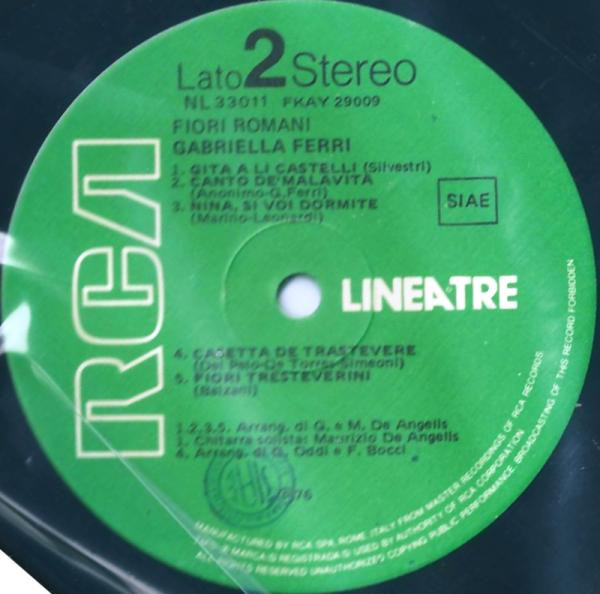 Lato 2 Stereo
NL 33011 FKAY 29009
FIORI ROMANI
GABRIELLA FERRI
1. GITA A LI CASTELLI (Silvestri)
2. CANTO DE'MALAVITA
(Anonimo-G.Ferri)
3. NINA, SI VOI DORMITE
(Marino-Leonardi)
SIAE
RCA
LINEATRE
4. CASETTA DE TRASTEVERE
(Del Pelo-De Torres-Simeoni)
5. FIORI TRESTEVERINI
(Balzani)
1.2.3.5. Arrang. di G. e M. De Angelis
1. Chitarra solista: Maurizio De Angelis
4. Arrang. di G. Oddi e F. Bocci
76
MANUFACTURED BY RCA SPA, ROME, ITALY FROM MASTER RECORDINGS OF RCA RECORDS
MARCA REGISTRADA USED BY AUTHORITY OF RCA CORPORATION
ALL RIGHTS RESERVED UNAUTHORIZED COPYING PUBLIC PERFORMANCE BROADCASTING OF THIS RECORD FORBIDDEN